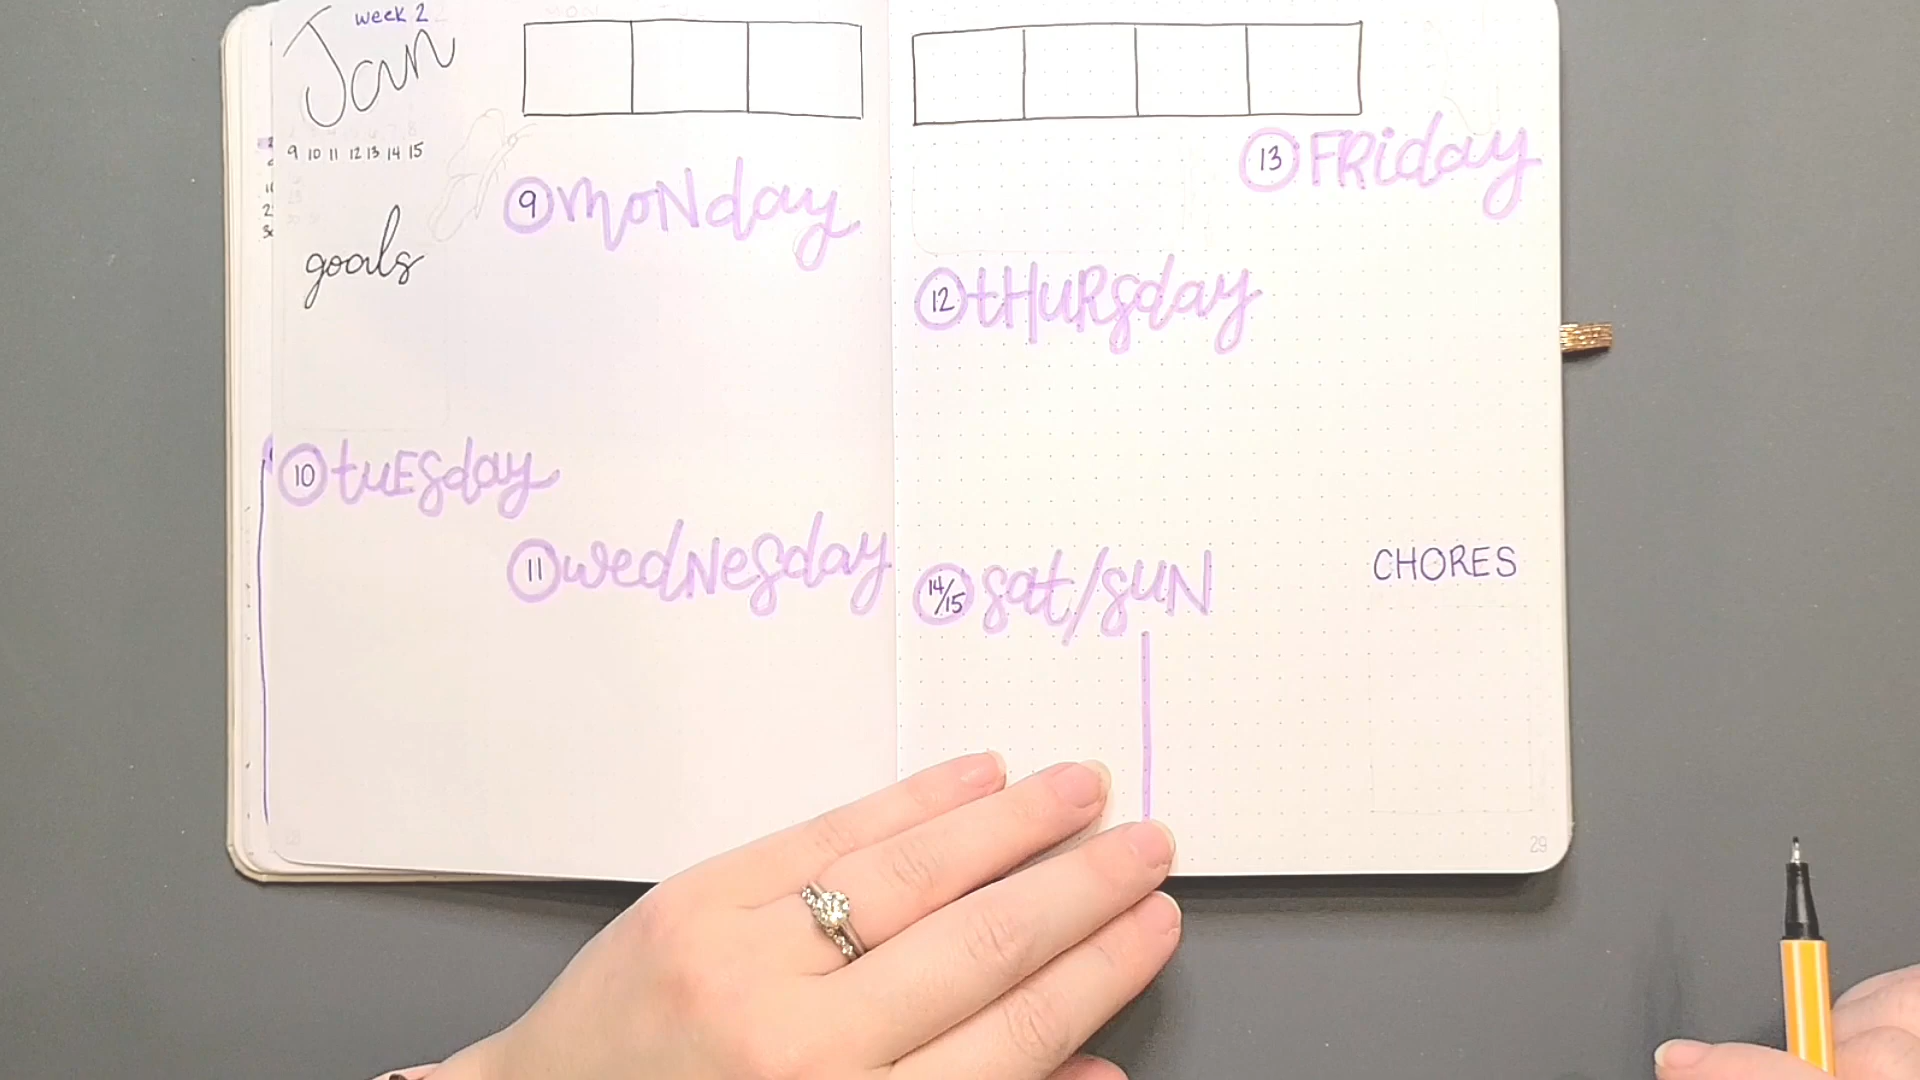 week 2
Jan
9 10 11 12 13 14 15
goals
9 monday
10 tuesday
11 wednesday
13 FRiday
12 tHuRsday
14/15 sat/suN
CHORES
29